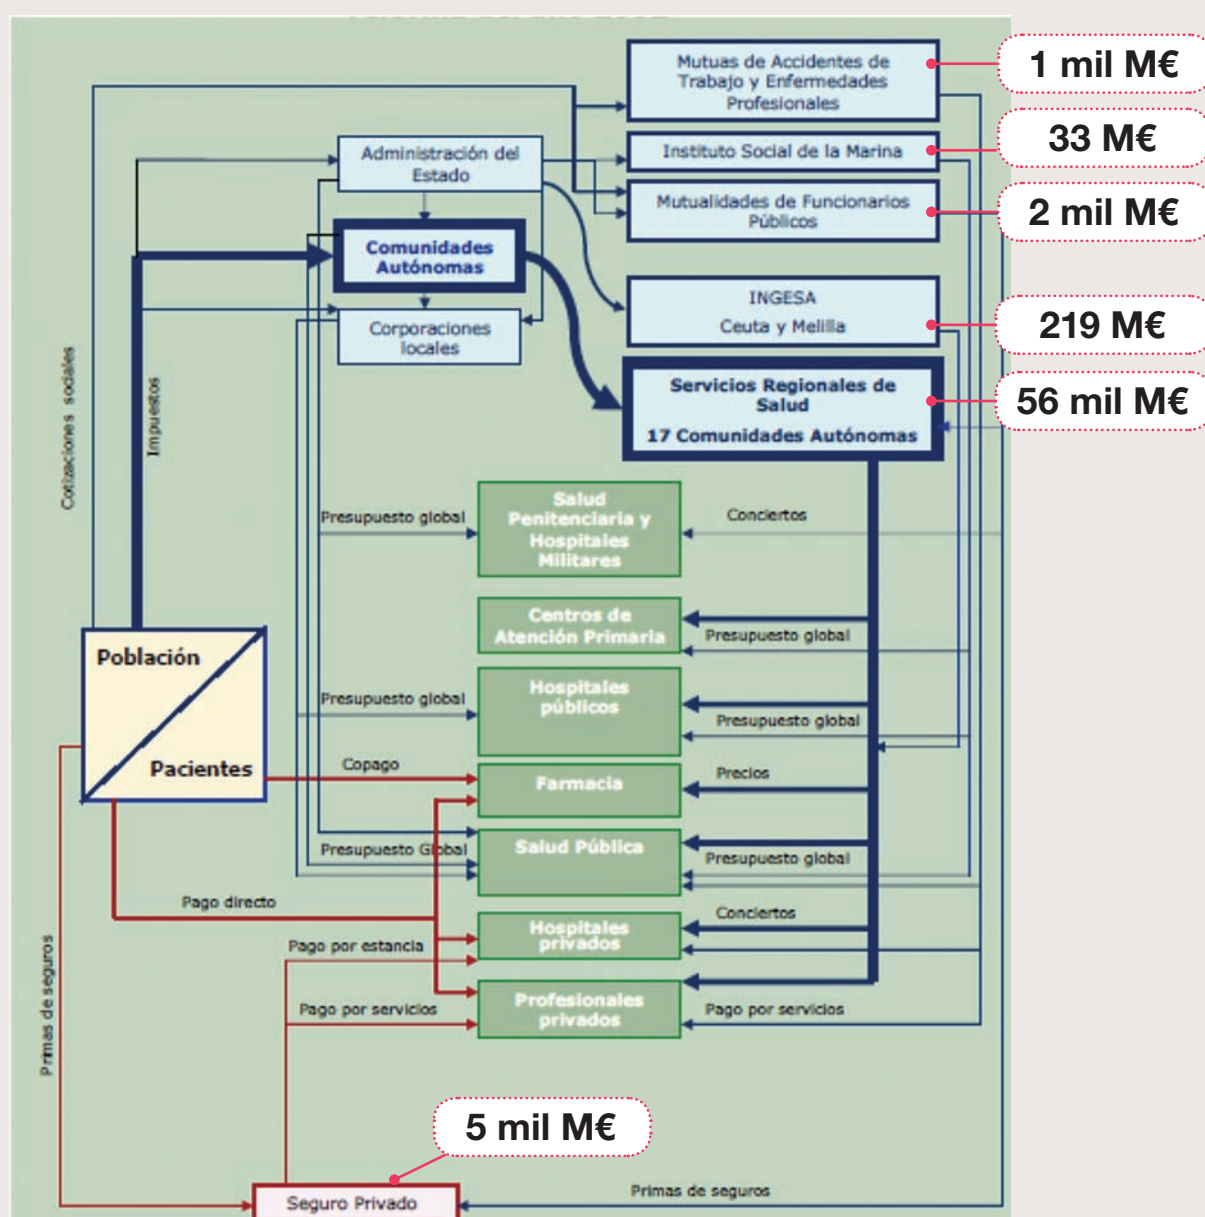 Mutuas de Accidentes de
Trabajo y Enfermedades
Profesionales
1 mil M€
Instituto Social de la Marina
33 M€
Mutualidades de Funcionarios
Públicos
2 mil M€
Administración del
Estado
Comunidades
Autónomas
Corporaciones
locales
INGESA
Ceuta y Melilla
219 M€
Servicios Regionales de
Salud
17 Comunidades Autónomas
56 mil M€
Cotizaciones sociales
Impuestos
Presupuesto global
Salud
Penitenciaria y
Hospitales
Militares
Conciertos
Centros de
Atención Primaria
Presupuesto global
Población
Pacientes
Presupuesto global
Hospitales
públicos
Presupuesto global
Copago
Farmacia
Precios
Presupuesto Global
Salud Pública
Presupuesto global
Pago directo
Hospitales
privados
Conciertos
Pago por estancia
Pago por servicios
Profesionales
privados
Pago por servicios
Primas de seguros
5 mil M€
Seguro Privado
Primas de seguros